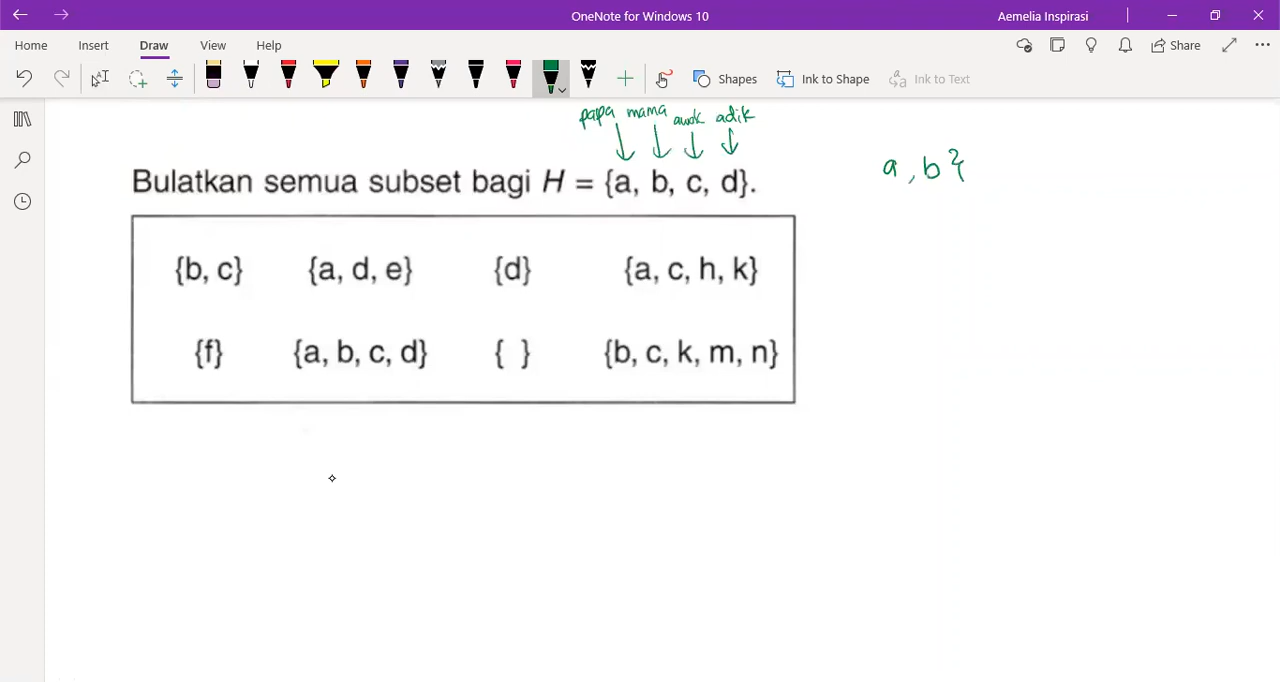 OneNote for Windows 10
Aemelia Inspirasi
Home Insert Draw View Help
Share
Shapes Ink to Shape Ink to Text
papa mama awak adik
a, b
Bulatkan semua subset bagi H = {a, b, c, d}.
{b, c} {a, d, e} {d} {a, c, h, k}
{f} {a, b, c, d} { } {b, c, k, m, n}